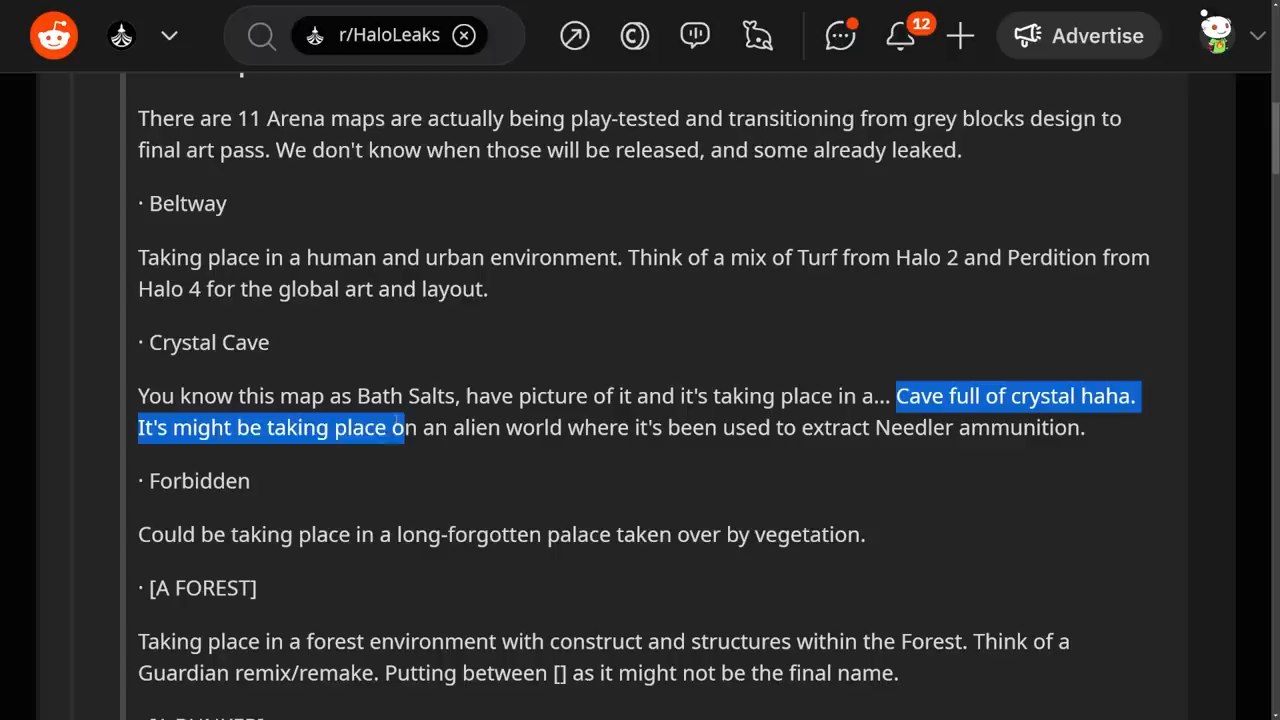 r/HaloLeaks
12
Advertise
There are 11 Arena maps are actually being play-tested and transitioning from grey blocks design to
final art pass. We don't know when those will be released, and some already leaked.
· Beltway
Taking place in a human and urban environment. Think of a mix of Turf from Halo 2 and Perdition from
Halo 4 for the global art and layout.
· Crystal Cave
You know this map as Bath Salts, have picture of it and it's taking place in a... Cave full of crystal haha.
It's might be taking place on an alien world where it's been used to extract Needler ammunition.
· Forbidden
Could be taking place in a long-forgotten palace taken over by vegetation.
· [A FOREST]
Taking place in a forest environment with construct and structures within the Forest. Think of a
Guardian remix/remake. Putting between [] as it might not be the final name.